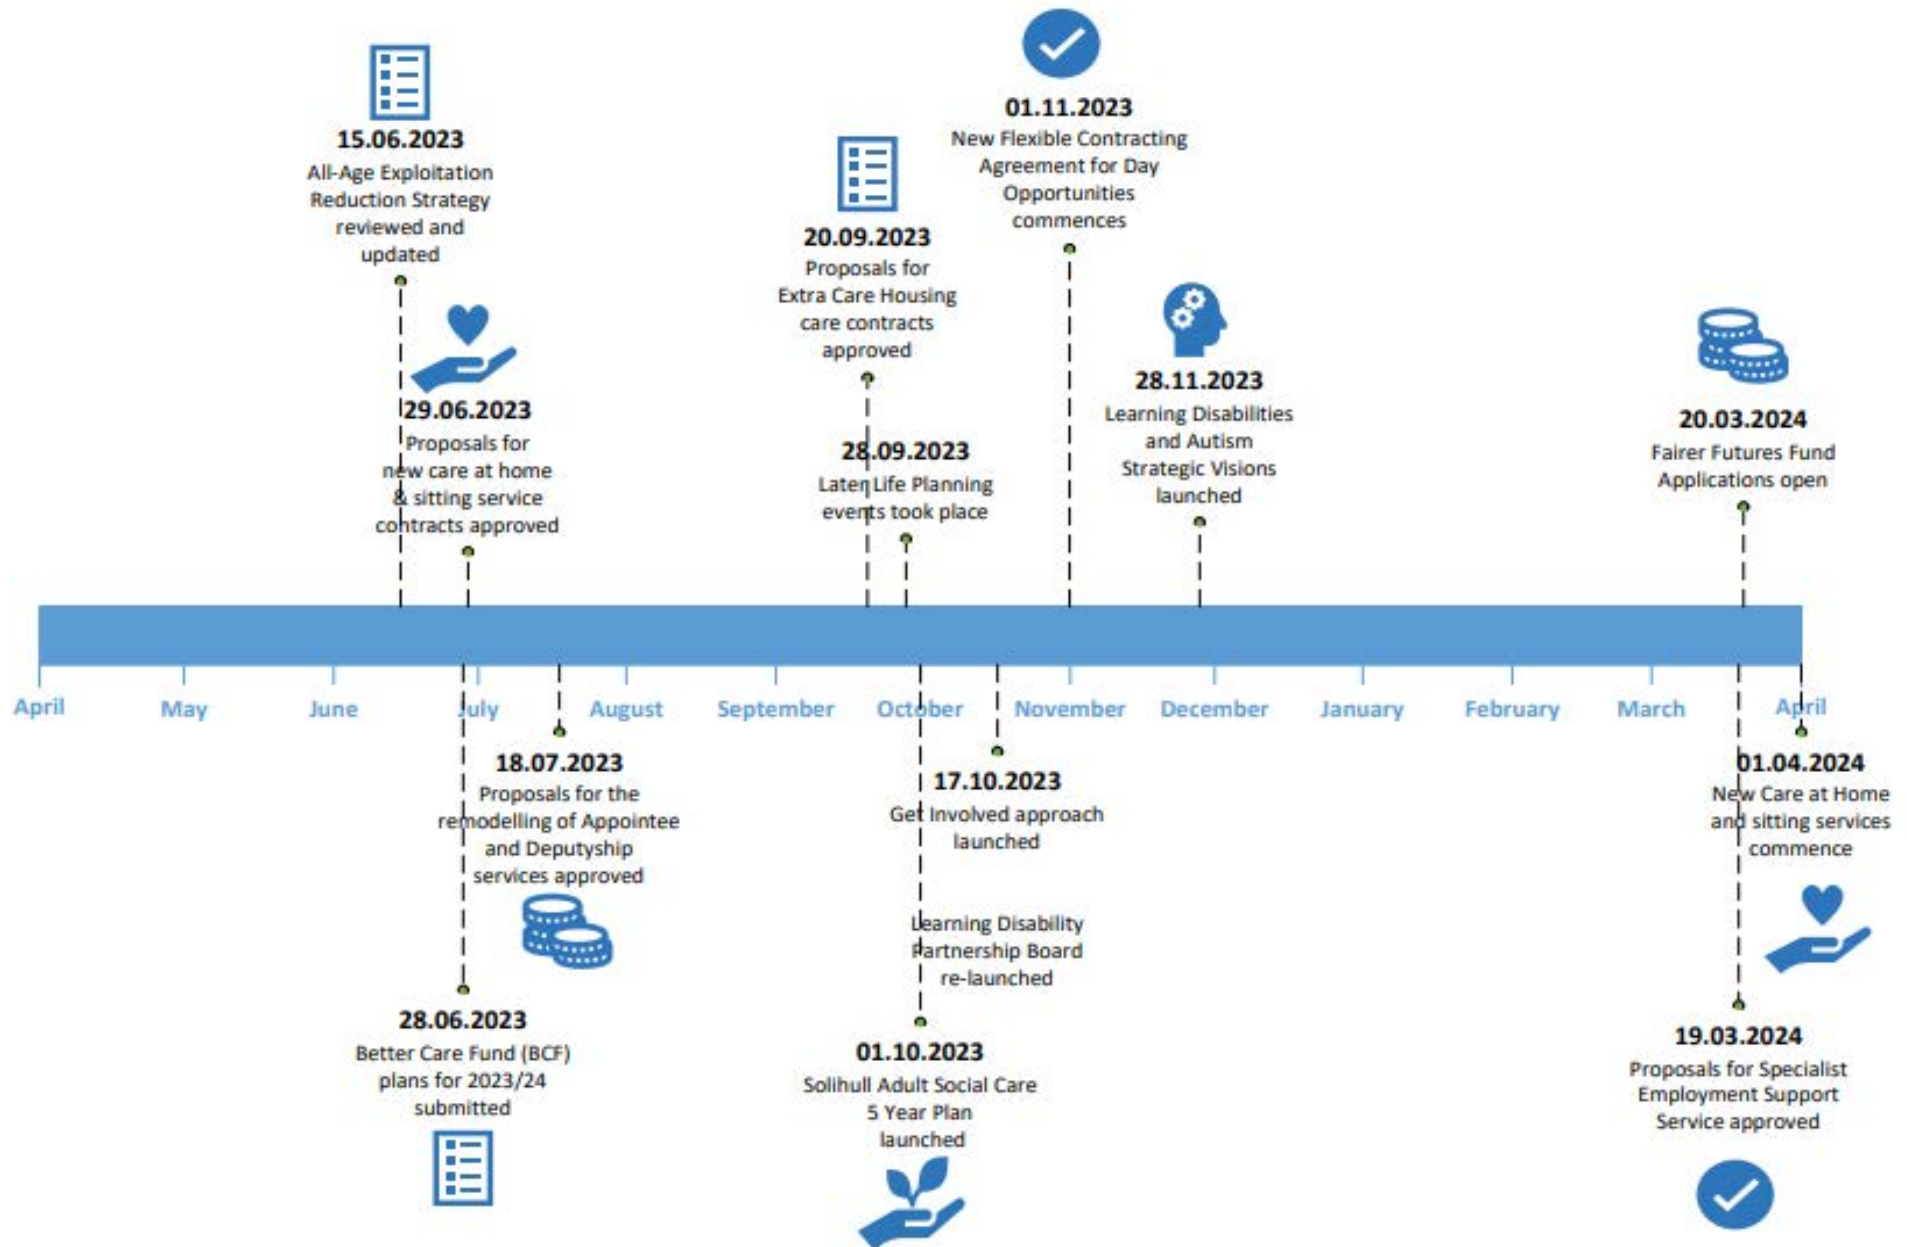 15.06.2023
All-Age Exploitation
Reduction Strategy
reviewed and
updated
29.06.2023
Proposals for
new care at home
& sitting service
contracts approved
20.09.2023
Proposals for
Extra Care Housing
care contracts
approved
28.09.2023
Later Life Planning
events took place
01.11.2023
New Flexible Contracting
Agreement for Day
Opportunities
commences
28.11.2023
Learning Disabilities
and Autism
Strategic Visions
launched
20.03.2024
Fairer Futures Fund
Applications open
April
May
June
July
August
September
October
November
December
January
February
March
April
28.06.2023
Better Care Fund (BCF)
plans for 2023/24
submitted
18.07.2023
Proposals for the
remodelling of Appointee
and Deputyship
services approved
01.10.2023
Solihull Adult Social Care
5 Year Plan
launched
17.10.2023
Get Involved approach
launched
Learning Disability
Partnership Board
re-launched
19.03.2024
Proposals for Specialist
Employment Support
Service approved
01.04.2024
New Care at Home
and sitting services
commence